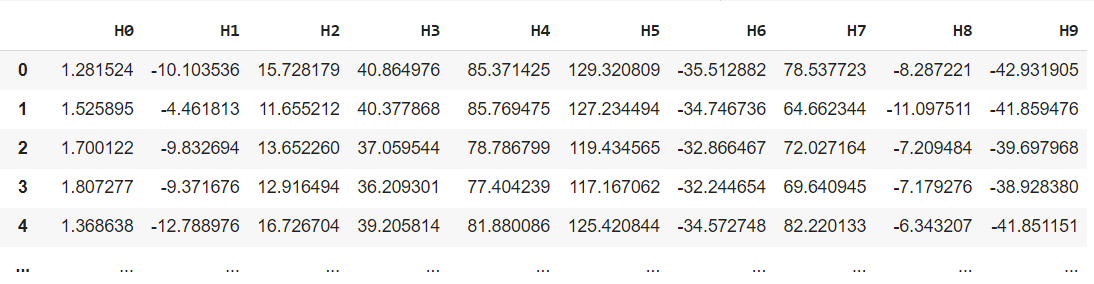 H0 H1 H2 H3 H4 H5 H6 H7 H8 H9
0 1.281524 -10.103536 15.728179 40.864976 85.371425 129.320809 -35.512882 78.537723 -8.287221 -42.931905
1 1.525895 -4.461813 11.655212 40.377868 85.769475 127.234494 -34.746736 64.662344 -11.097511 -41.859476
2 1.700122 -9.832694 13.652260 37.059544 78.786799 119.434565 -32.866467 72.027164 -7.209484 -39.697968
3 1.807277 -9.371676 12.916494 36.209301 77.404239 117.167062 -32.244654 69.640945 -7.179276 -38.928380
4 1.368638 -12.788976 16.726704 39.205814 81.880086 125.420844 -34.572748 82.220133 -6.343207 -41.851151
... ... ... ... ... ... ... ... ... ... ...